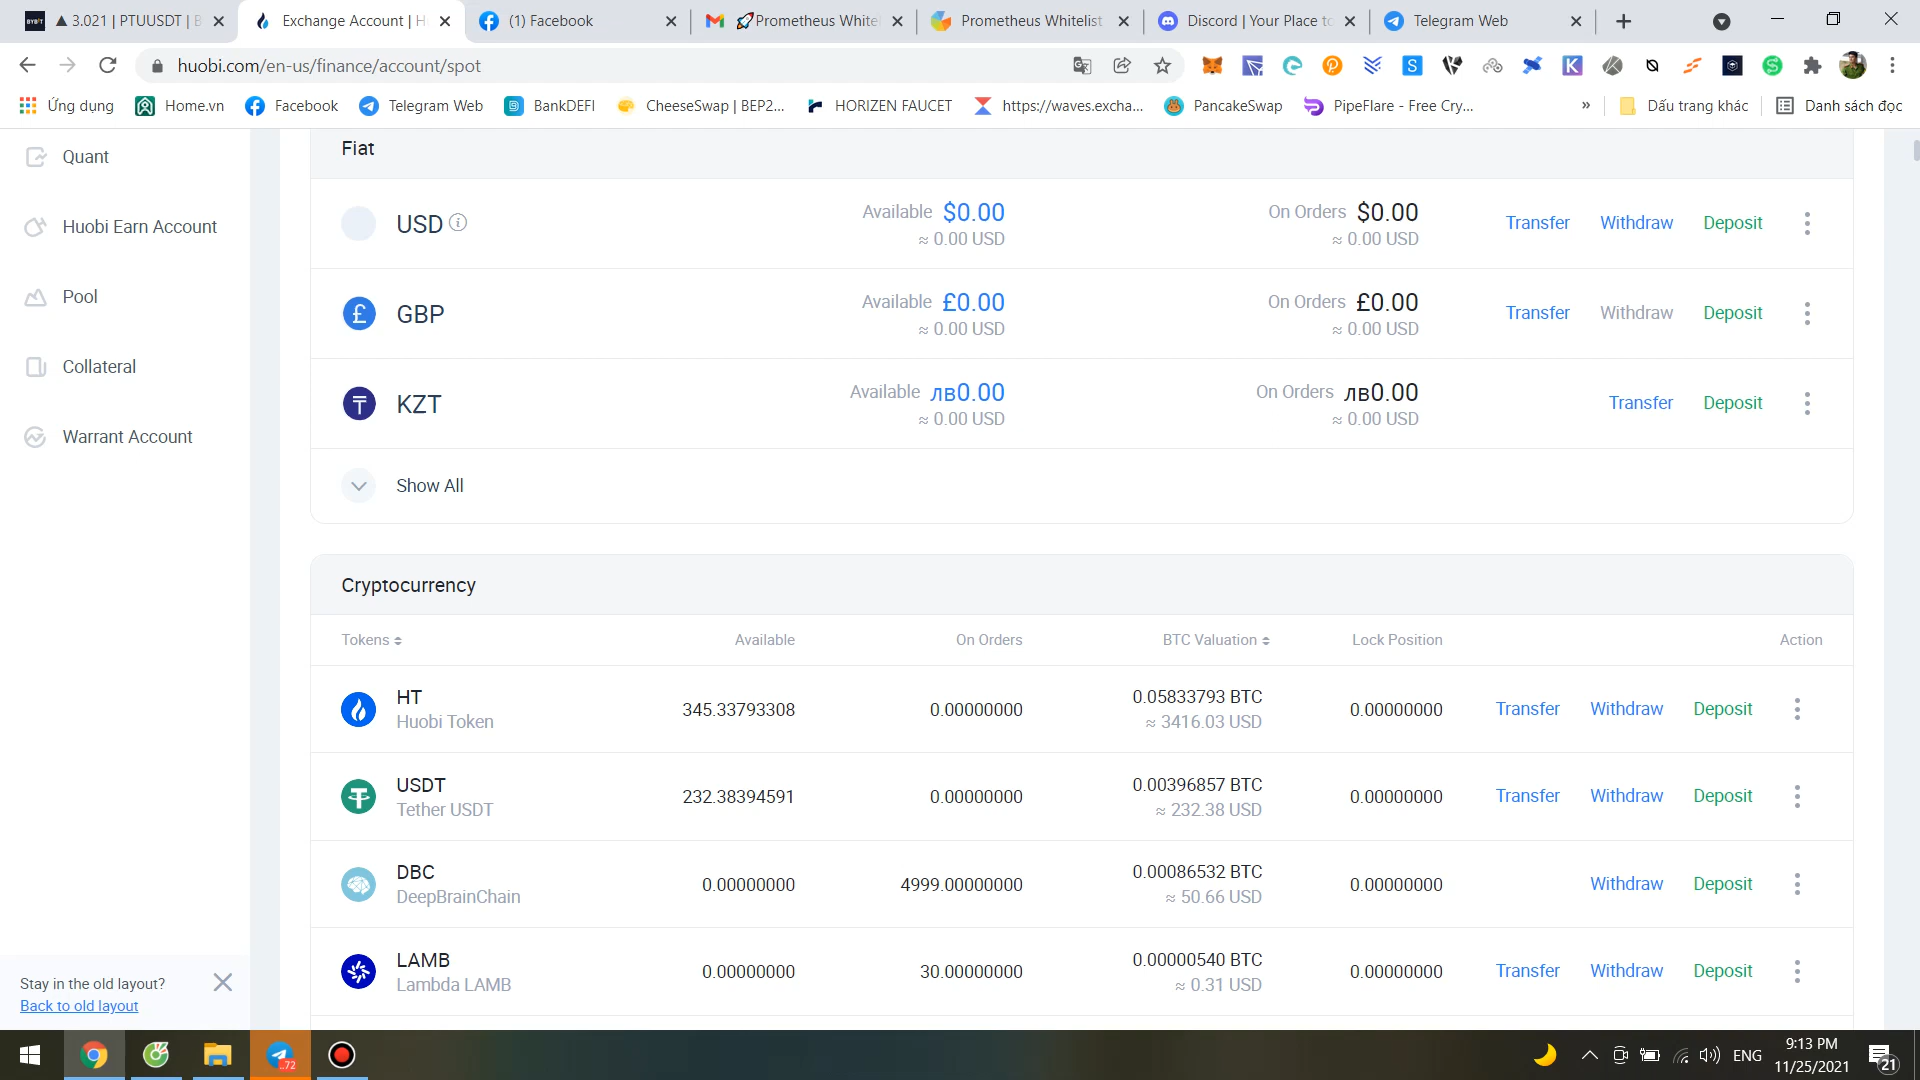 ▲ 3.021 | PTUUSDT | B
Exchange Account | H
(1) Facebook
🚀Prometheus White
Prometheus Whitelist
Discord | Your Place to
Telegram Web
huobi.com/en-us/finance/account/spot
Ứng dụng
Home.vn
Facebook
Telegram Web
BankDEFI
CheeseSwap | BEP2...
HORIZEN FAUCET
https://waves.excha...
PancakeSwap
PipeFlare - Free Cry...
»
Dấu trang khác
Danh sách đọc
Quant
Huobi Earn Account
Pool
Collateral
Warrant Account
Stay in the old layout?
Back to old layout
Fiat
USD
Available $0.00
≈ 0.00 USD
On Orders $0.00
≈ 0.00 USD
Transfer Withdraw Deposit
GBP
Available £0.00
≈ 0.00 USD
On Orders £0.00
≈ 0.00 USD
Transfer Withdraw Deposit
KZT
Available лв0.00
≈ 0.00 USD
On Orders лв0.00
≈ 0.00 USD
Transfer Deposit
Show All
Cryptocurrency
Tokens Available On Orders BTC Valuation Lock Position Action
HT
Huobi Token
345.33793308
0.00000000
0.05833793 BTC
≈ 3416.03 USD
0.00000000
Transfer Withdraw Deposit
USDT
Tether USDT
232.38394591
0.00000000
0.00396857 BTC
≈ 232.38 USD
0.00000000
Transfer Withdraw Deposit
DBC
DeepBrainChain
0.00000000
4999.00000000
0.00086532 BTC
≈ 50.66 USD
0.00000000
Withdraw Deposit
LAMB
Lambda LAMB
0.00000000
30.00000000
0.00000540 BTC
≈ 0.31 USD
0.00000000
Transfer Withdraw Deposit
72
ENG
9:13 PM
11/25/2021
21